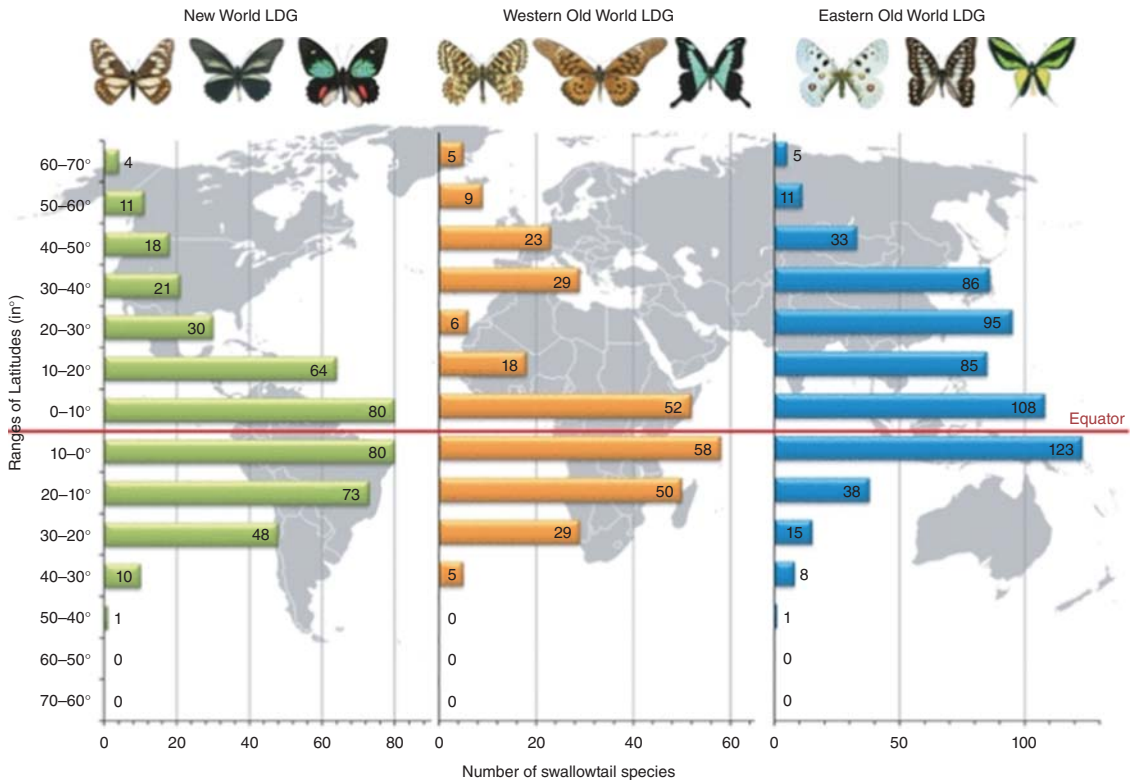 New World LDG
Western Old World LDG
Eastern Old World LDG
Ranges of Latitudes (in°)
60–70° 4 5 5
50–60° 11 9 11
40–50° 18 23 33
30–40° 21 29 86
20–30° 30 6 95
10–20° 64 18 85
0–10° 80 52 108
Equator
10–0° 80 58 123
20–10° 73 50 38
30–20° 48 29 15
40–30° 10 5 8
50–40° 1 0 1
60–50° 0 0 0
70–60° 0 0 0
0 20 40 60 80 0 20 40 60 0 50 100
Number of swallowtail species